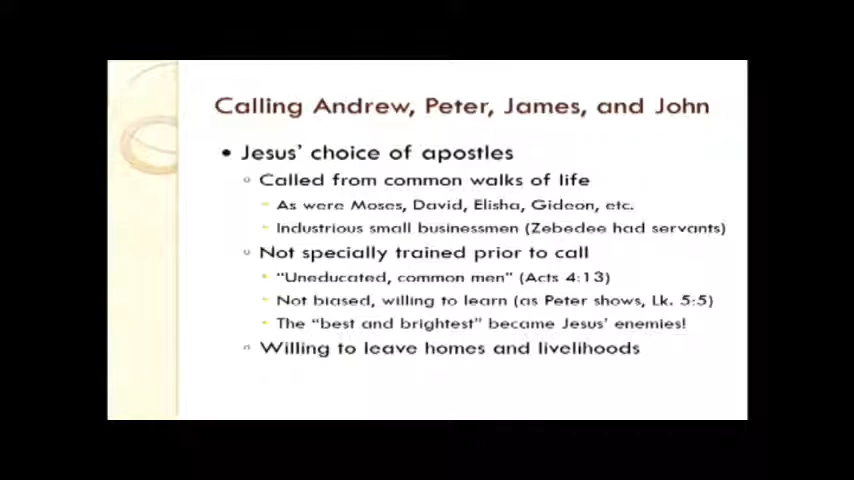 Calling Andrew, Peter, James, and John
• Jesus' choice of apostles
○ Called from common walks of life
– As were Moses, David, Elisha, Gideon, etc.
– Industrious small businessmen (Zebedee had servants)
○ Not specially trained prior to call
– "Uneducated, common men" (Acts 4:13)
– Not biased, willing to learn (as Peter shows, Lk. 5:5)
– The "best and brightest" became Jesus' enemies!
○ Willing to leave homes and livelihoods